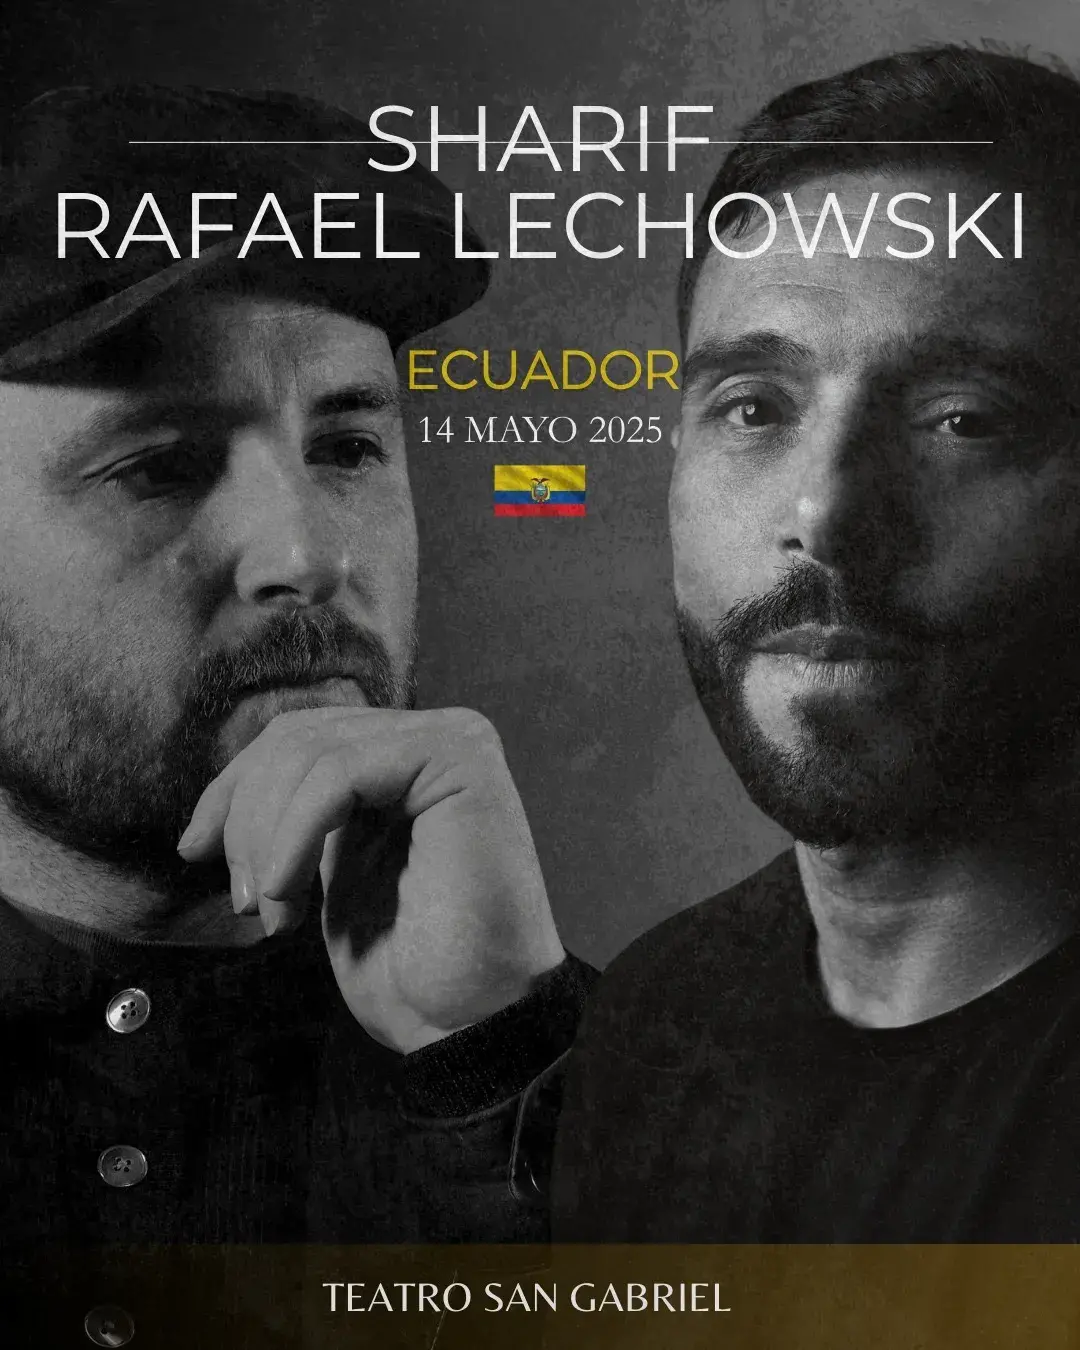 SHARIF
RAFAEL LECHOWSKI
ECUADOR
14 MAYO 2025
TEATRO SAN GABRIEL